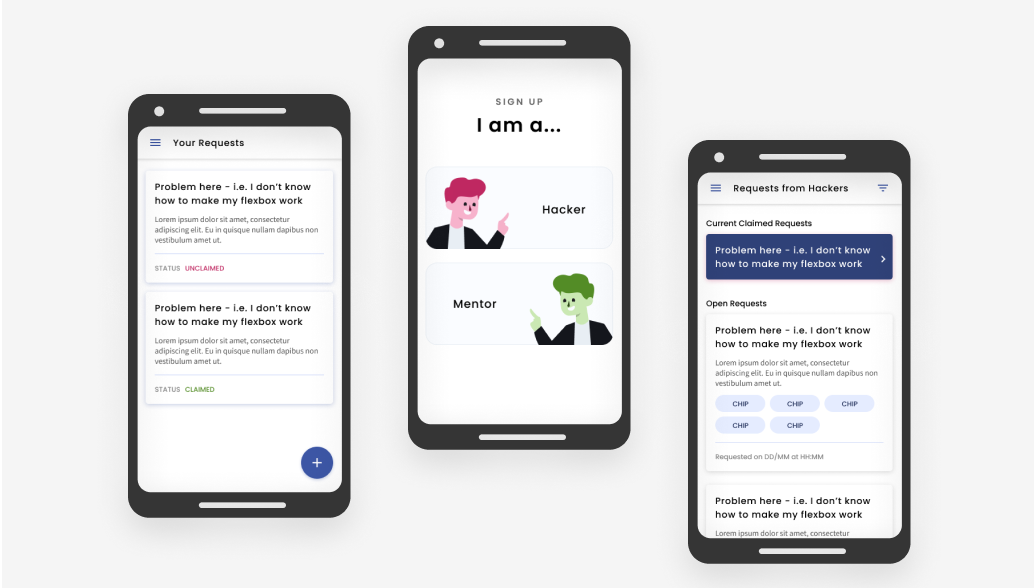 Your Requests
Problem here - i.e. I don't know
how to make my flexbox work
Lorem ipsum dolor sit amet, consectetur
adipiscing elit. Eu in quisque nullam dapibus non
vestibulum amet ut.
STATUS UNCLAIMED
Problem here - i.e. I don't know
how to make my flexbox work
Lorem ipsum dolor sit amet, consectetur
adipiscing elit. Eu in quisque nullam dapibus non
vestibulum amet ut.
STATUS CLAIMED
+
SIGN UP
I am a...
Hacker
Mentor
Requests from Hackers
Current Claimed Requests
Problem here - i.e. I don't know
how to make my flexbox work
Open Requests
Problem here - i.e. I don't know
how to make my flexbox work
Lorem ipsum dolor sit amet, consectetur
adipiscing elit. Eu in quisque nullam dapibus non
vestibulum amet ut.
CHIP CHIP CHIP
CHIP CHIP
Requested on DD/MM at HH:MM
Problem here - i.e. I don't know
how to make my flexbox work
Lorem ipsum dolor sit amet, consectetur